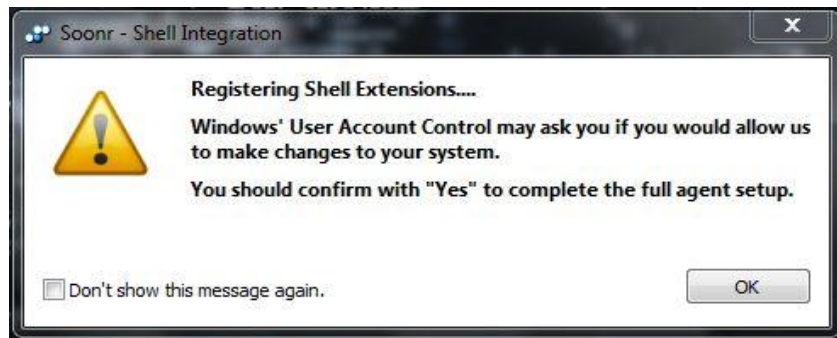 Soonr - Shell Integration
Registering Shell Extensions....
Windows' User Account Control may ask you if you would allow us
to make changes to your system.
You should confirm with "Yes" to complete the full agent setup.
Don't show this message again.
OK